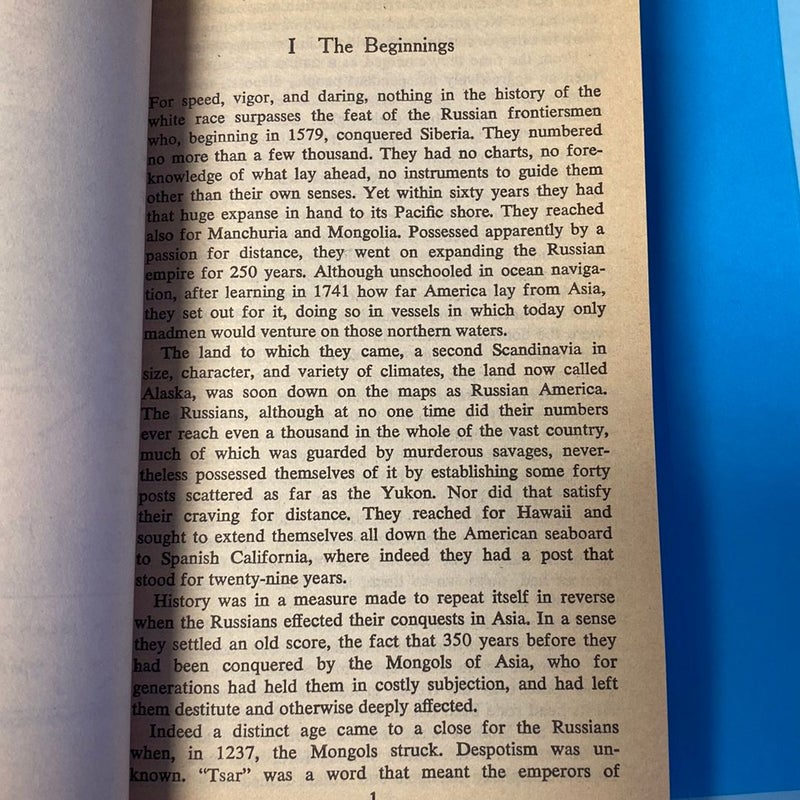 I The Beginnings
For speed, vigor, and daring, nothing in the history of the
white race surpasses the feat of the Russian frontiersmen
who, beginning in 1579, conquered Siberia. They numbered
no more than a few thousand. They had no charts, no fore-
knowledge of what lay ahead, no instruments to guide them
other than their own senses. Yet within sixty years they had
that huge expanse in hand to its Pacific shore. They reached
also for Manchuria and Mongolia. Possessed apparently by a
passion for distance, they went on expanding the Russian
empire for 250 years. Although unschooled in ocean naviga-
tion, after learning in 1741 how far America lay from Asia,
they set out for it, doing so in vessels in which today only
madmen would venture on those northern waters.
The land to which they came, a second Scandinavia in
size, character, and variety of climates, the land now called
Alaska, was soon down on the maps as Russian America.
The Russians, although at no one time did their numbers
ever reach even a thousand in the whole of the vast country,
much of which was guarded by murderous savages, never-
theless possessed themselves of it by establishing some forty
posts scattered as far as the Yukon. Nor did that satisfy
their craving for distance. They reached for Hawaii and
sought to extend themselves all down the American seaboard
to Spanish California, where indeed they had a post that
stood for twenty-nine years.
History was in a measure made to repeat itself in reverse
when the Russians effected their conquests in Asia. In a sense
they settled an old score, the fact that 350 years before they
had been conquered by the Mongols of Asia, who for
generations had held them in costly subjection, and had left
them destitute and otherwise deeply affected.
Indeed a distinct age came to a close for the Russians
when, in 1237, the Mongols struck. Despotism was un-
known. “Tsar” was a word that meant the emperors of
1